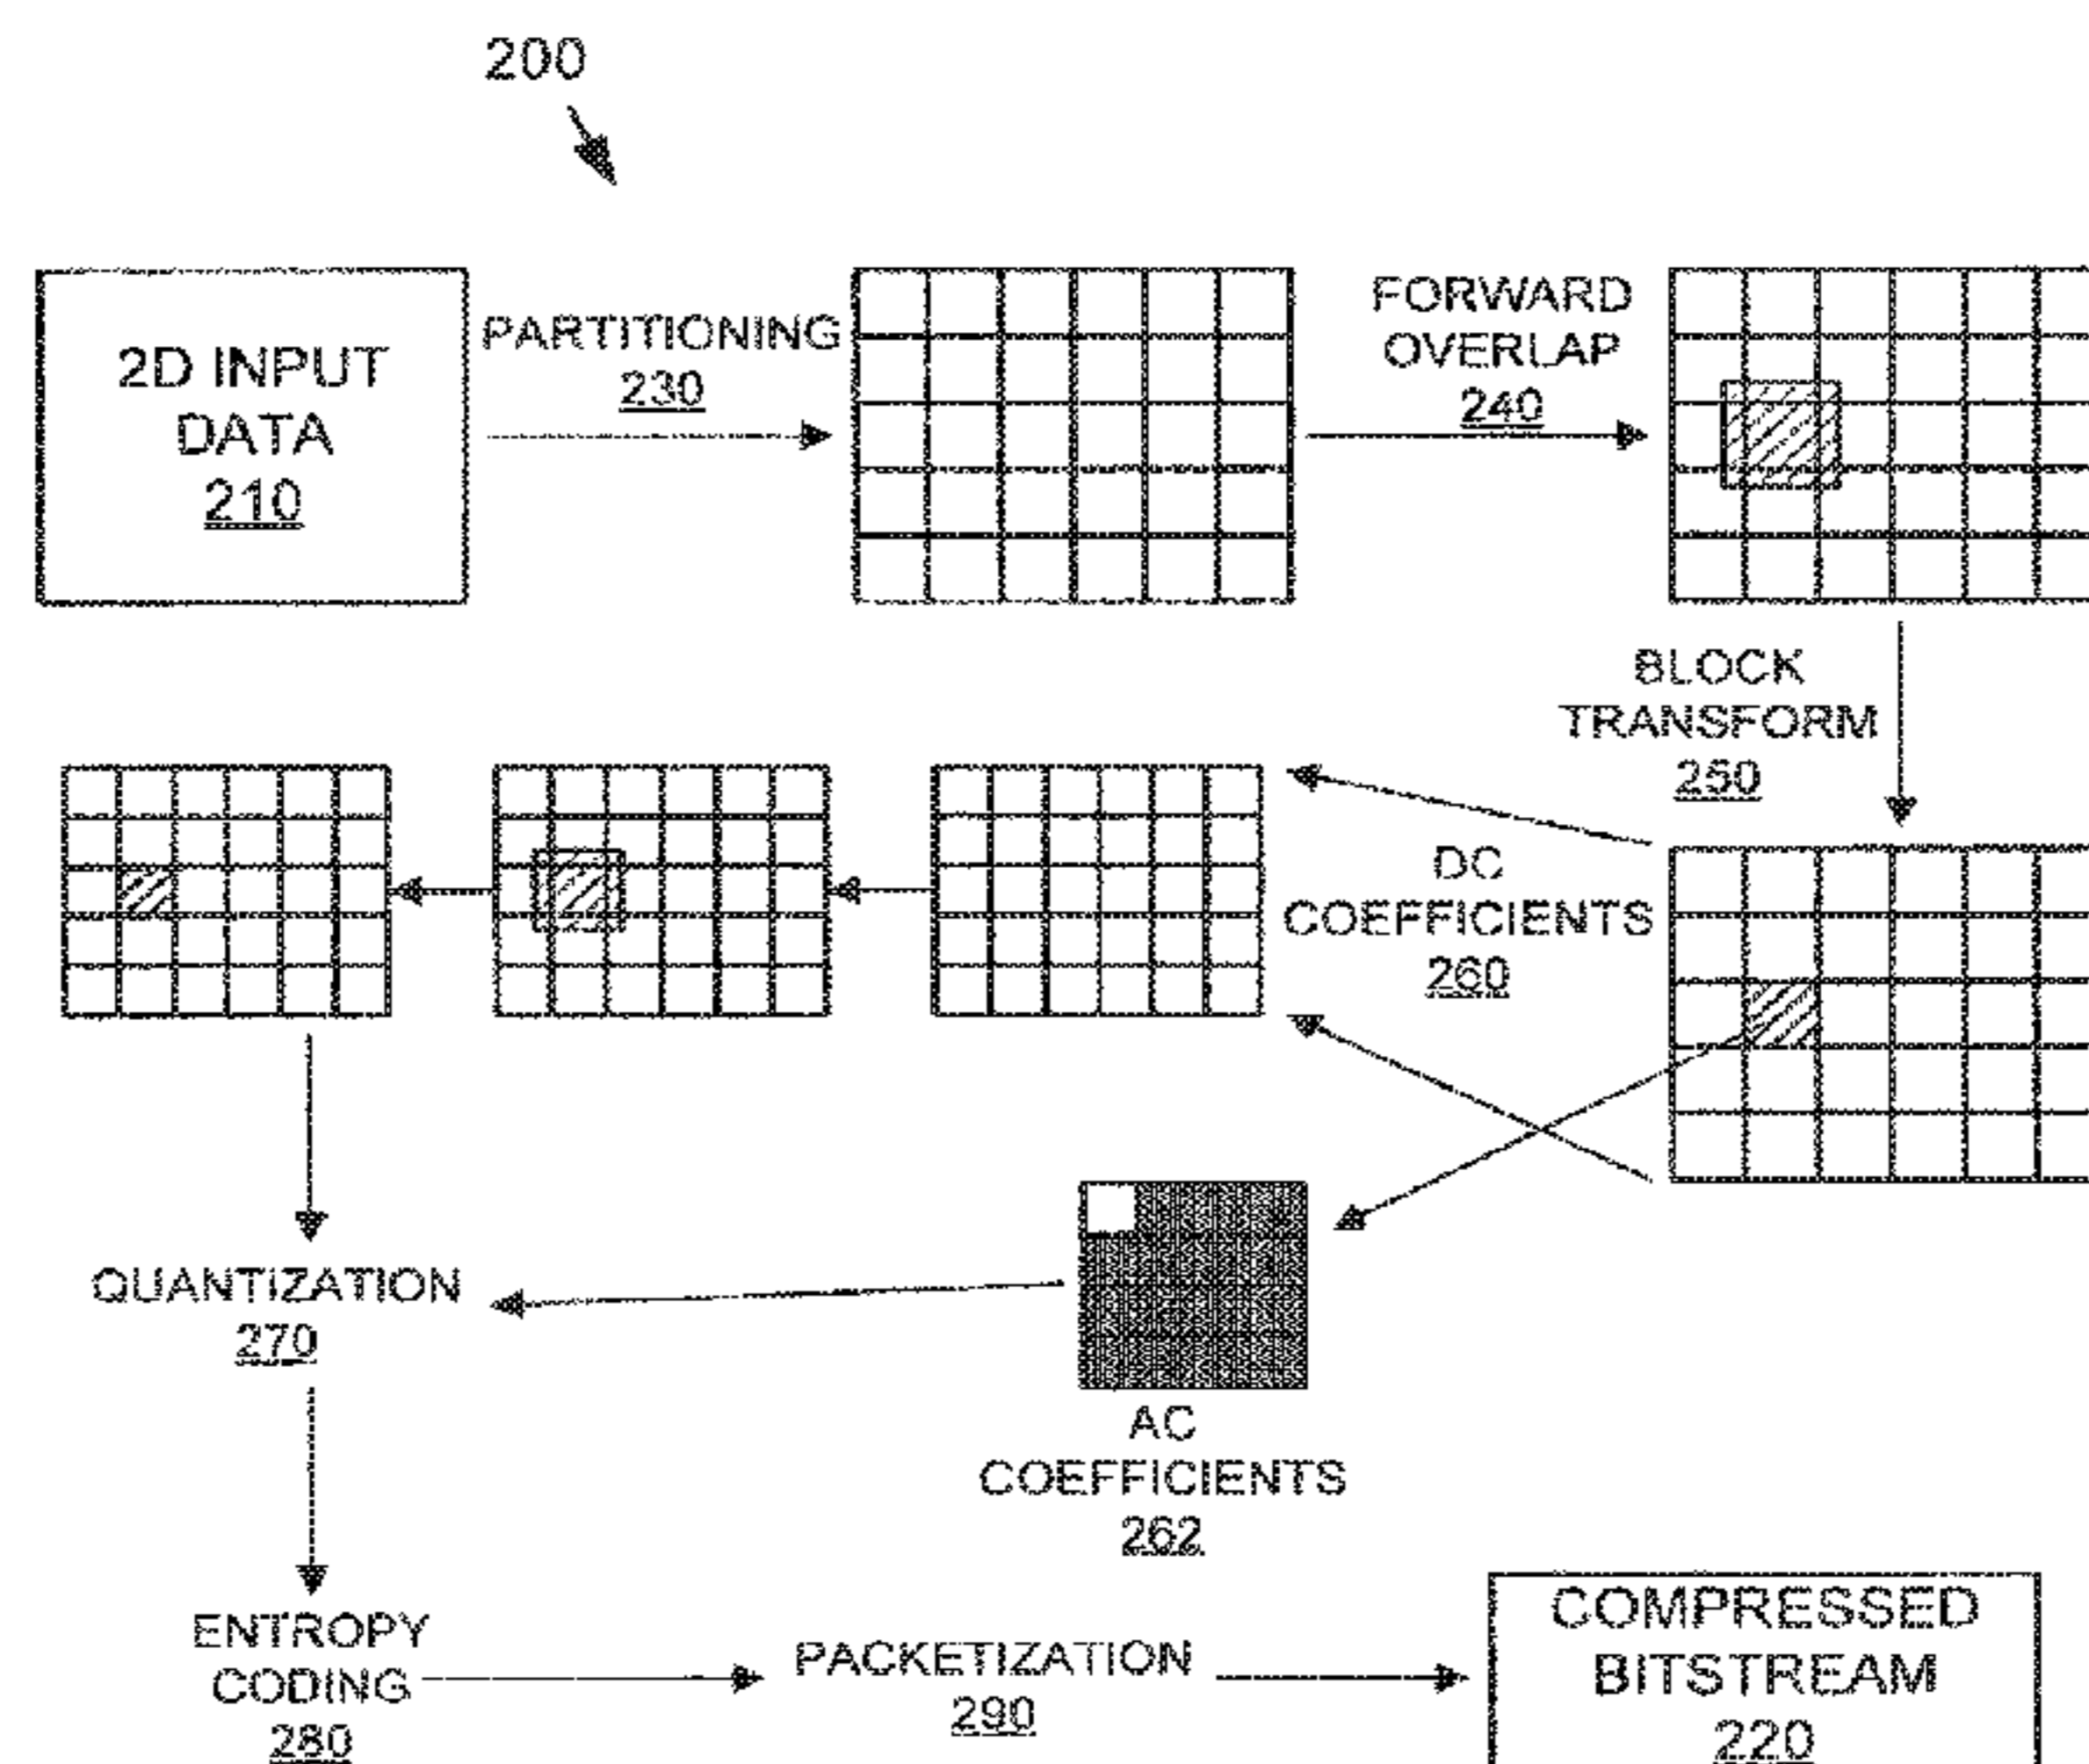 200
2D INPUT
DATA
210
PARTITIONING
230
FORWARD
OVERLAP
240
BLOCK
TRANSFORM
250
DC
COEFFICIENTS
260
QUANTIZATION
270
AC
COEFFICIENTS
262
ENTROPY
CODING
280
PACKETIZATION
290
COMPRESSED
BITSTREAM
220